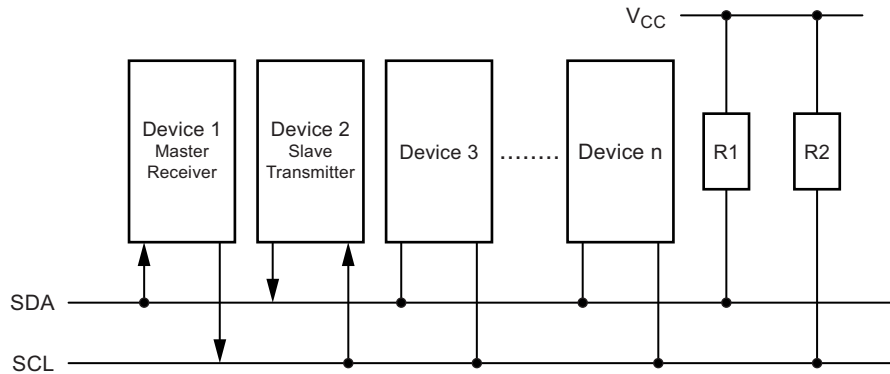 V_CC
Device 1
Master
Receiver
Device 2
Slave
Transmitter
Device 3
........
Device n
R1
R2
SDA
SCL